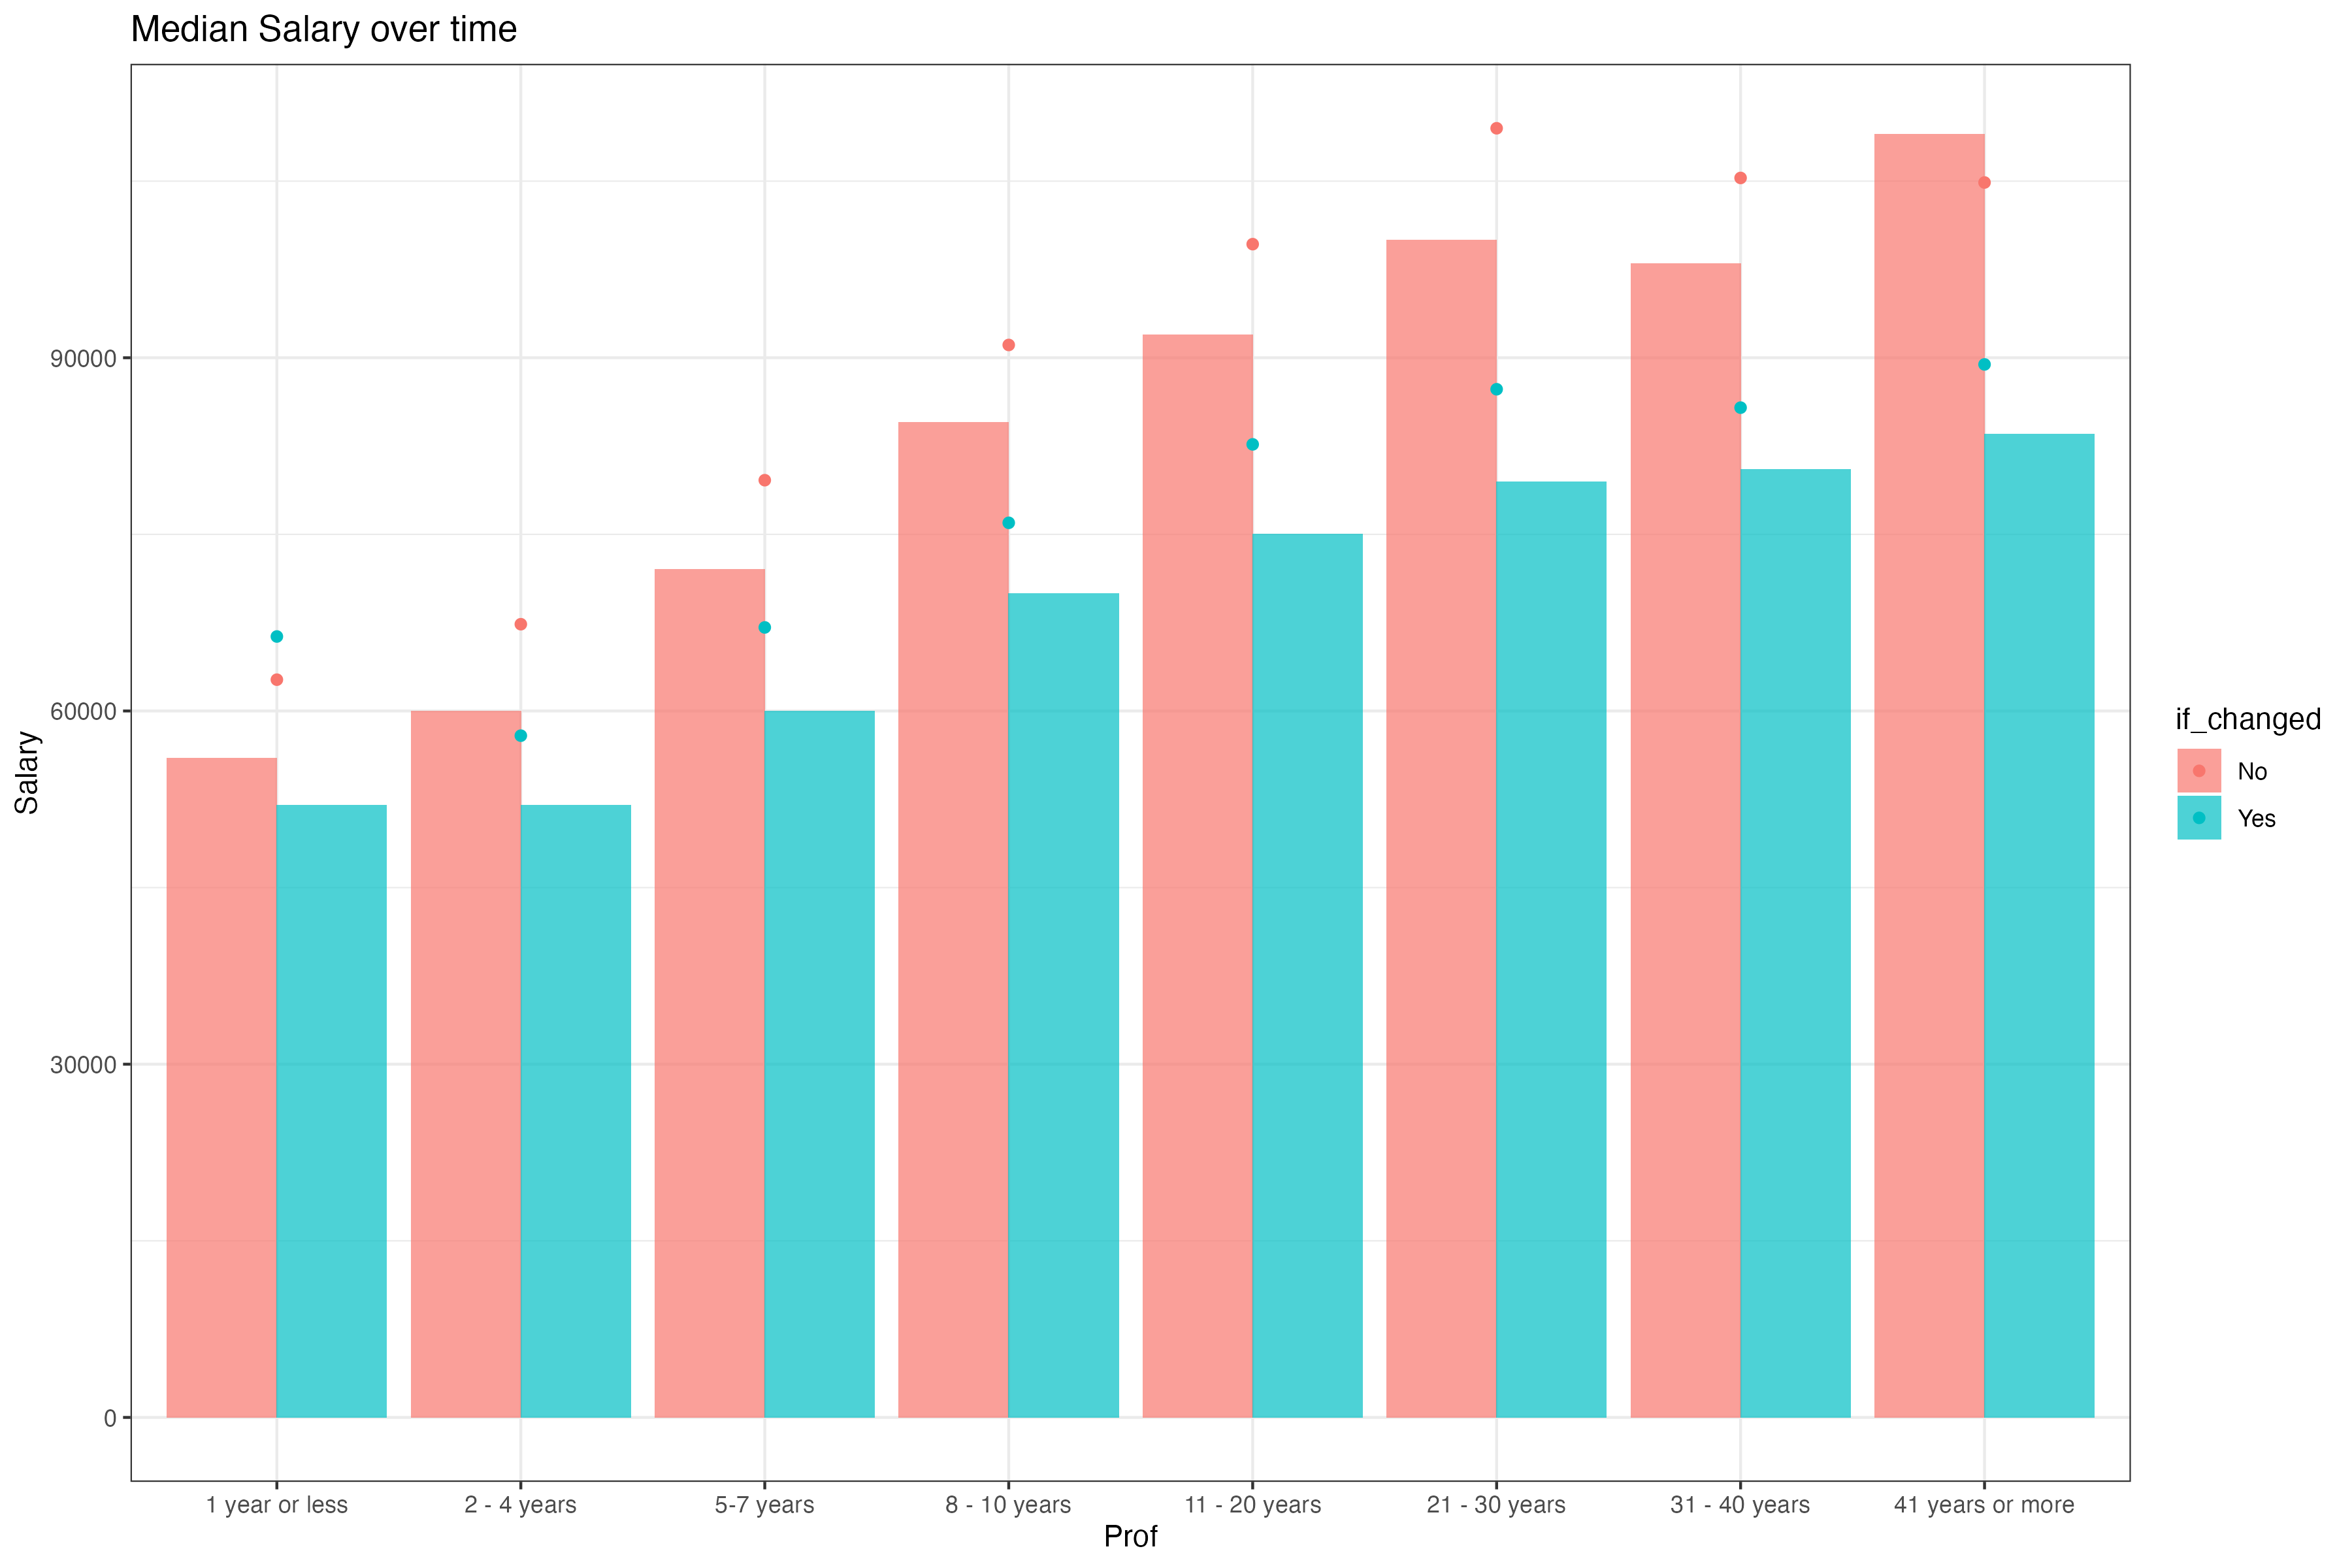 Median Salary over time
Salary
90000
60000
30000
0
1 year or less
2 - 4 years
5-7 years
8 - 10 years
11 - 20 years
21 - 30 years
31 - 40 years
41 years or more
Prof
if_changed
No
Yes